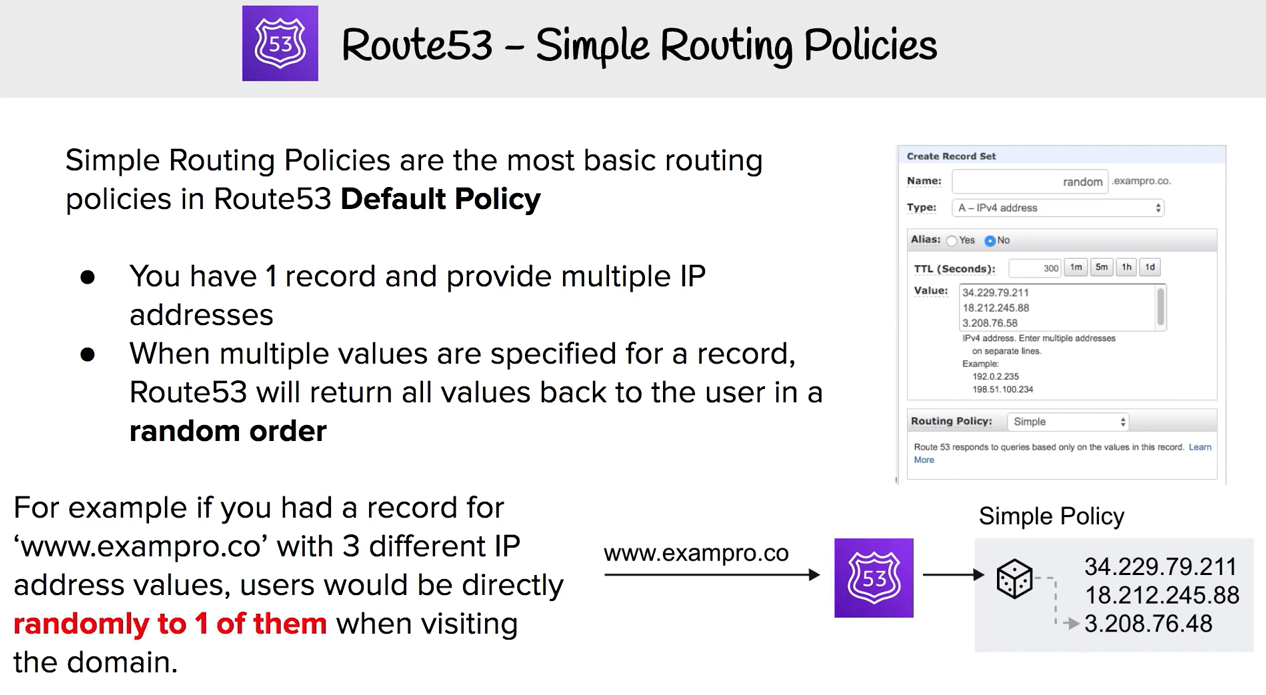 53
Route53 – Simple Routing Policies
Simple Routing Policies are the most basic routing
policies in Route53 Default Policy
● You have 1 record and provide multiple IP
addresses
● When multiple values are specified for a record,
Route53 will return all values back to the user in a
random order
For example if you had a record for
‘www.exampro.co’ with 3 different IP
address values, users would be directly
randomly to 1 of them when visiting
the domain.
Create Record Set
Name: random .exampro.co.
Type: A – IPv4 address
Alias: Yes No
TTL (Seconds): 300 1m 5m 1h 1d
Value: 34.229.79.211
18.212.245.88
3.208.76.58
IPv4 address. Enter multiple addresses
on separate lines.
Example:
192.0.2.235
198.51.100.234
Routing Policy: Simple
Route 53 responds to queries based only on the values in this record. Learn
More
www.exampro.co
53
Simple Policy
34.229.79.211
18.212.245.88
3.208.76.48